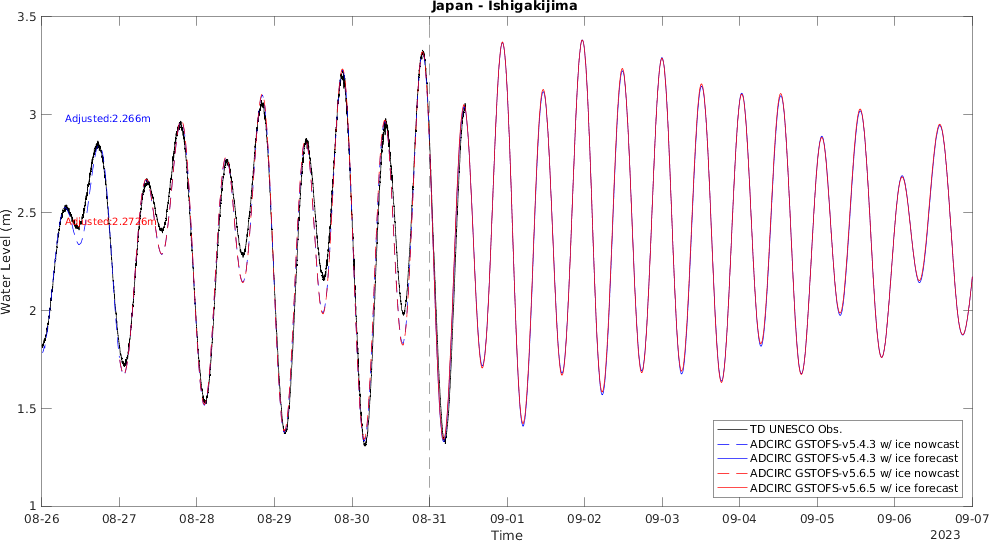 Japan - Ishigakijima
3.5
3
2.5
2
1.5
1
Water Level (m)
Adjusted:2.266m
Adjusted:2.2726m
TD UNESCO Obs.
ADCIRC GSTOFS-v5.4.3 w/ ice nowcast
ADCIRC GSTOFS-v5.4.3 w/ ice forecast
ADCIRC GSTOFS-v5.6.5 w/ ice nowcast
ADCIRC GSTOFS-v5.6.5 w/ ice forecast
08-26 08-27 08-28 08-29 08-30 08-31 09-01 09-02 09-03 09-04 09-05 09-06 09-07
Time
2023